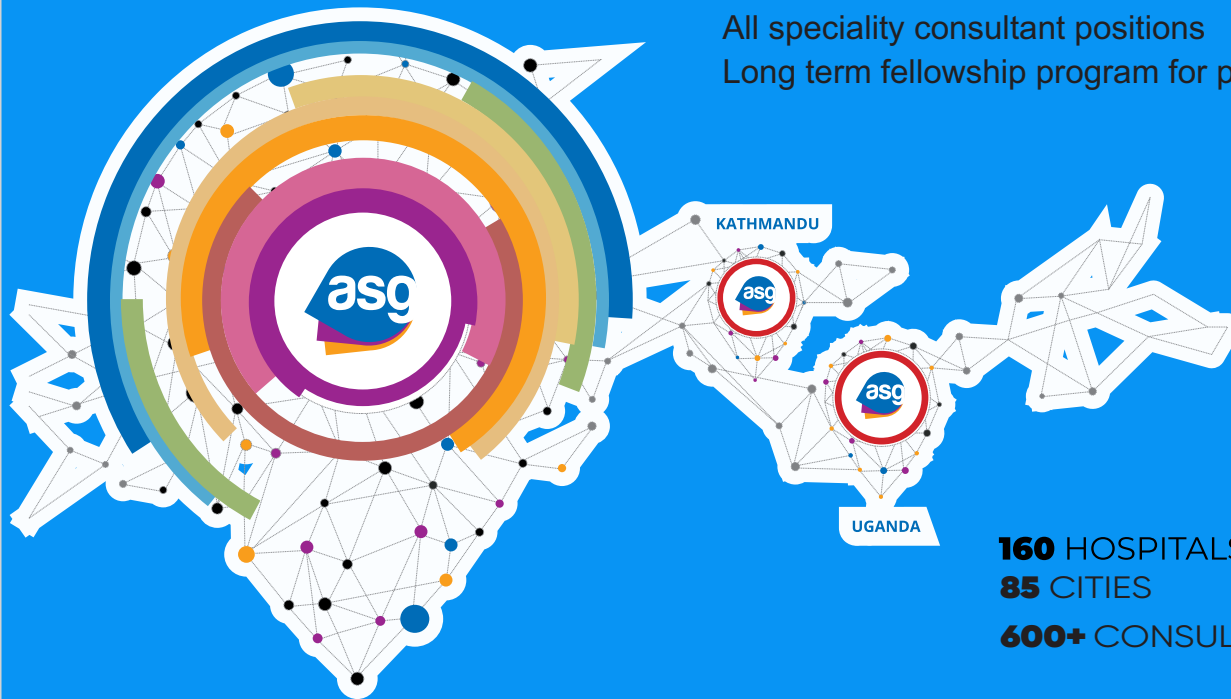 All speciality consultant positions
Long term fellowship program for
asg
KATHMANDU
asg
asg
UGANDA
160 HOSPITALS
85 CITIES
600+